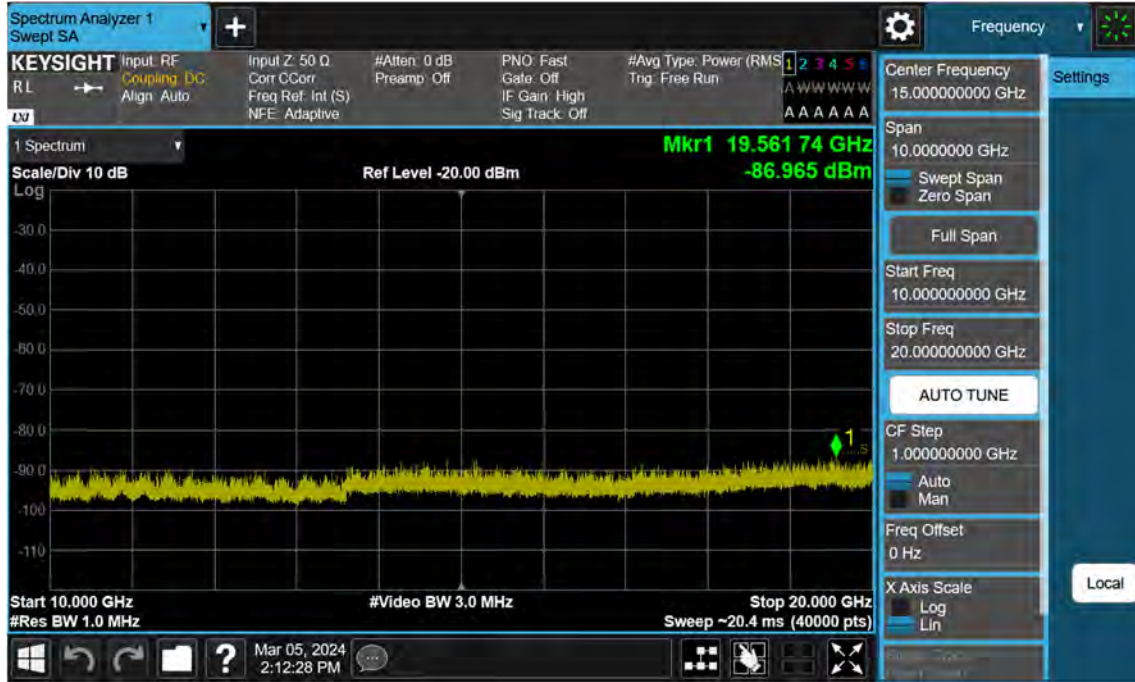 Spectrum Analyzer 1
Swept SA
Frequency
KEYSIGHT
RL
LXI
Input: RF
Coupling: DC
Align: Auto
Input Z: 50 Ω
Corr CCorr
Freq Ref: Int (S)
NFE: Adaptive
#Atten: 0 dB
Preamp: Off
PNO: Fast
Gate: Off
IF Gain: High
Sig Track: Off
#Avg Type: Power (RMS
Trig: Free Run
1 2 3 4 5 6
A W W W W W
A A A A A A
1 Spectrum
Scale/Div 10 dB
Log
Ref Level -20.00 dBm
Mkr1 19.561 74 GHz
-86.965 dBm
-30.0
-40.0
-50.0
-60.0
-70.0
-80.0
-90.0
-100
-110
1
Start 10.000 GHz
#Res BW 1.0 MHz
#Video BW 3.0 MHz
Stop 20.000 GHz
Sweep ~20.4 ms (40000 pts)
Mar 05, 2024
2:12:28 PM
Center Frequency
15.000000000 GHz
Span
10.0000000 GHz
Swept Span
Zero Span
Full Span
Start Freq
10.000000000 GHz
Stop Freq
20.000000000 GHz
AUTO TUNE
CF Step
1.000000000 GHz
Auto
Man
Freq Offset
0 Hz
X Axis Scale
Log
Lin
Settings
Local